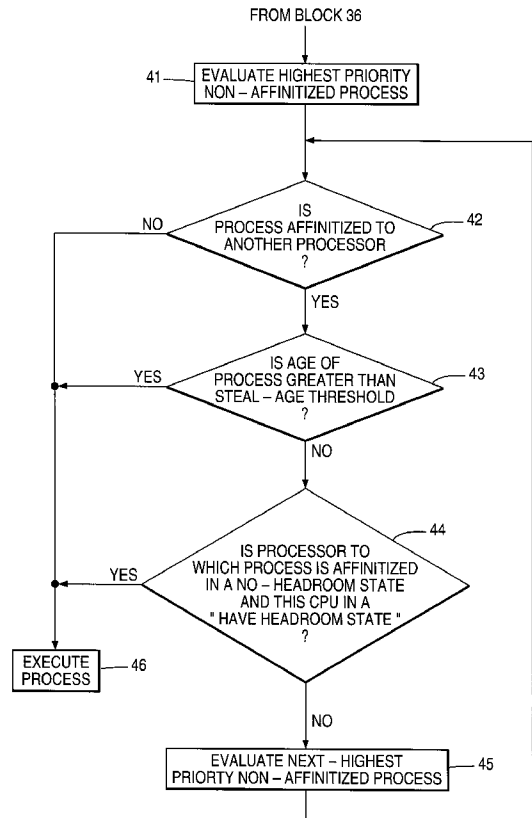 FROM BLOCK 36
41
EVALUATE HIGHEST PRIORITY
NON – AFFINITIZED PROCESS
IS
PROCESS AFFINITIZED TO
ANOTHER PROCESSOR
?
42
NO
YES
IS AGE OF
PROCESS GREATER THAN
STEAL – AGE THRESHOLD
?
43
YES
NO
44
IS PROCESSOR TO
WHICH PROCESS IS AFFINITIZED
IN A NO – HEADROOM STATE
AND THIS CPU IN A
" HAVE HEADROOM STATE "
?
YES
EXECUTE
PROCESS
46
NO
EVALUATE NEXT – HIGHEST
PRIORTY NON – AFFINITIZED PROCESS
45